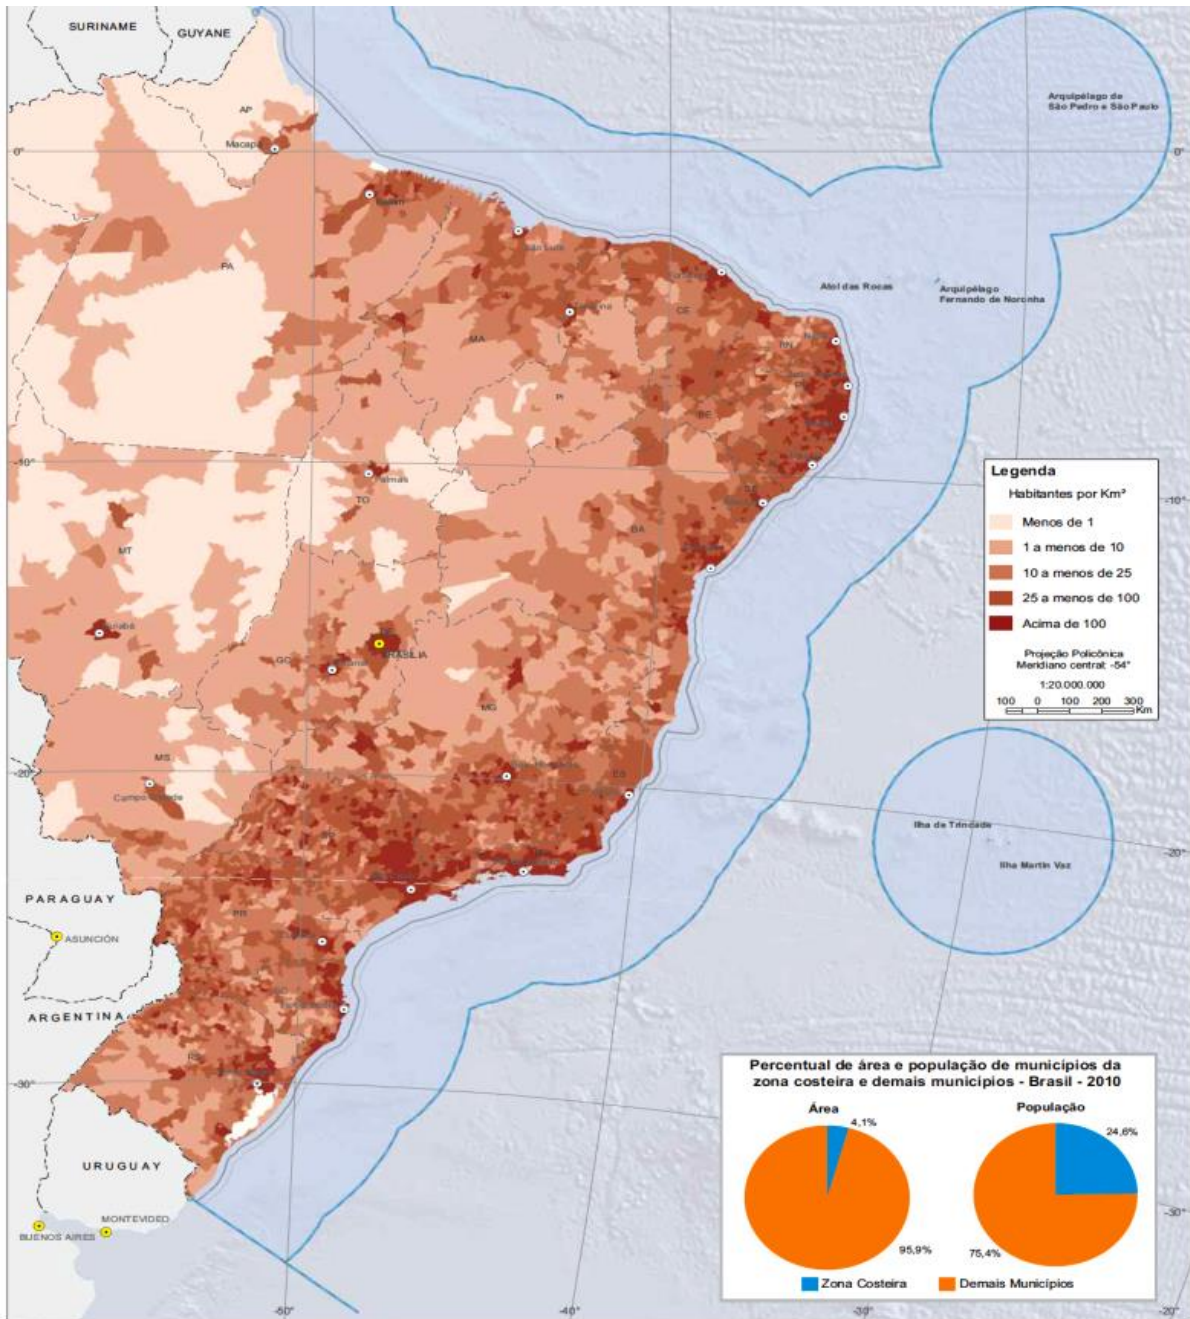 SURINAME
GUYANE
Arquipélago de
São Pedro e São Paulo
AP
Macapá
0°
0°
Belém
São Luís
PA
Atol das Rocas
Arquipélago
Fernando de Noronha
Teresina
CE
MA
RN
PI
-10°
-10°
Palmas
TO
BA
MT
Legenda
Habitantes por Km²
Menos de 1
1 a menos de 10
10 a menos de 25
25 a menos de 100
Acima de 100
Projeção Policônica
Meridiano central: -54°
1:20.000.000
100 0 100 200 300
Km
Cuiabá
BRASÍLIA
GO
MG
MS
-20°
-20°
Campo Grande
ES
Ilha de Trindade
Ilha Martin Vaz
PARAGUAY
ASUNCIÓN
PR
ARGENTINA
RS
-30°
-30°
URUGUAY
MONTEVIDEO
BUENOS AIRES
Percentual de área e população de municípios da
zona costeira e demais municípios - Brasil - 2010
Área
População
4,1%
24,6%
95,9%
75,4%
Zona Costeira
Demais Municípios
-50°
-40°
-30°
-20°